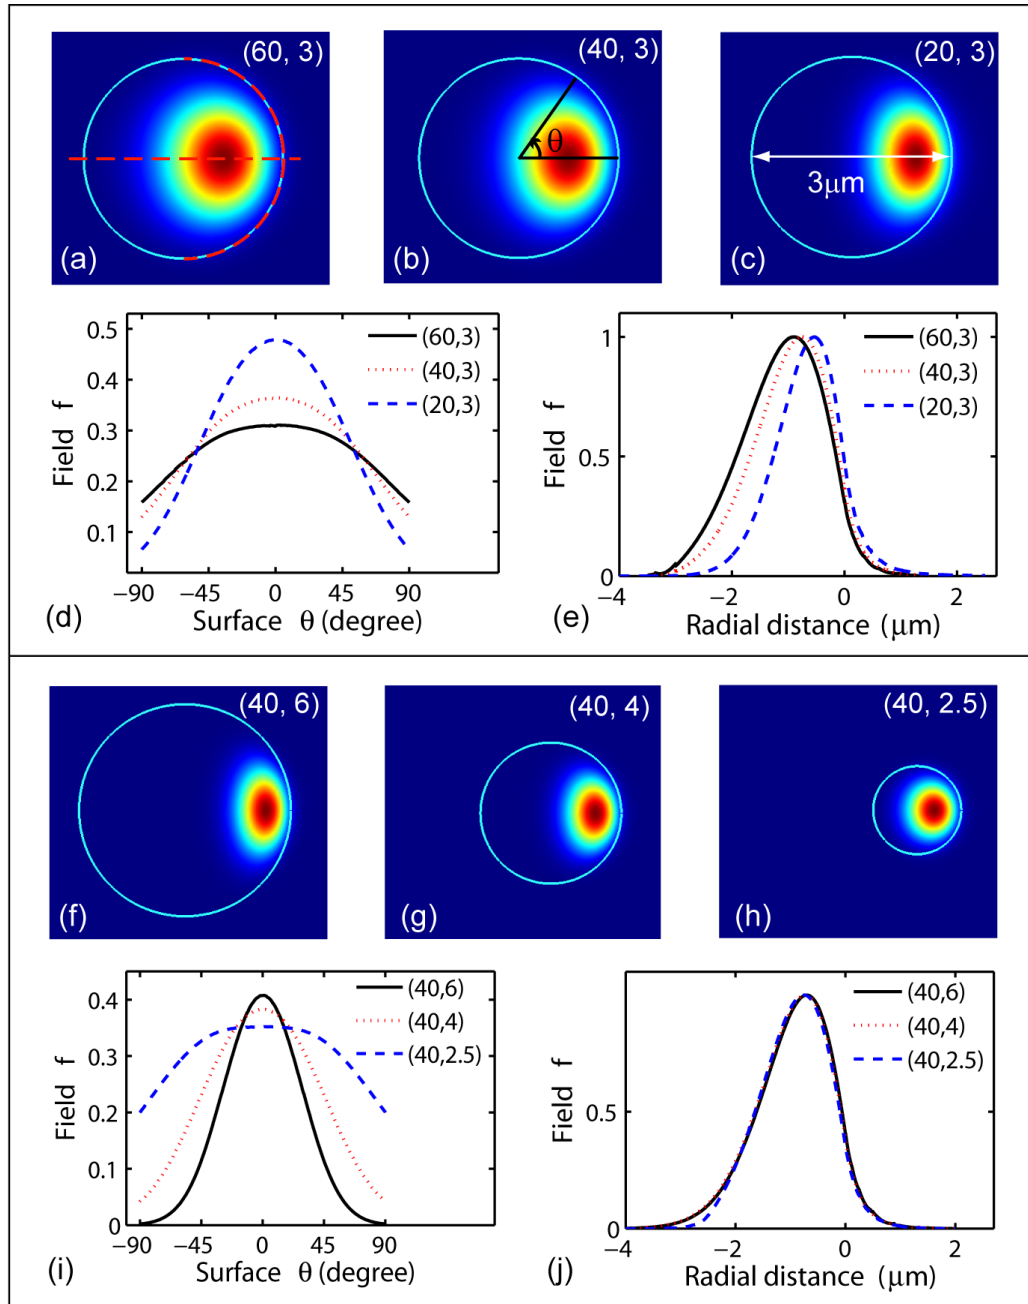 (60, 3)
(a)
(40, 3)
θ
(b)
(20, 3)
3μm
(c)
Field f
0.5
0.4
0.3
0.2
0.1
(60,3)
(40,3)
(20,3)
−90 −45 0 45 90
Surface θ (degree)
(d)
Field f
1
0.5
0
(60,3)
(40,3)
(20,3)
−4 −2 0 2
Radial distance (μm)
(e)
(40, 6)
(f)
(40, 4)
(g)
(40, 2.5)
(h)
Field f
0.4
0.3
0.2
0.1
0
(40,6)
(40,4)
(40,2.5)
−90 −45 0 45 90
Surface θ (degree)
(i)
Field f
0.5
0
(40,6)
(40,4)
(40,2.5)
−4 −2 0 2
Radial distance (μm)
(j)